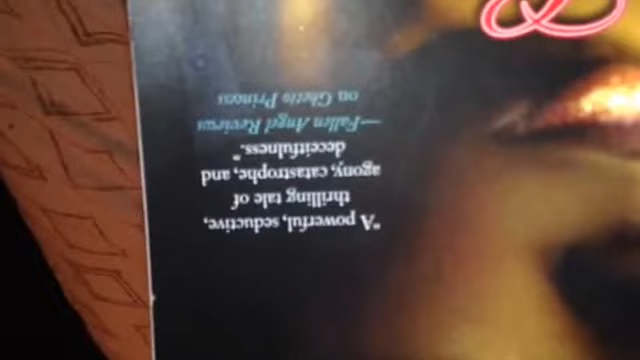 "A powerful, seductive,
thrilling tale of
agony, catastrophe, and
deceitfulness."
—Fallen Angel Reviews
on Ghetto Princess